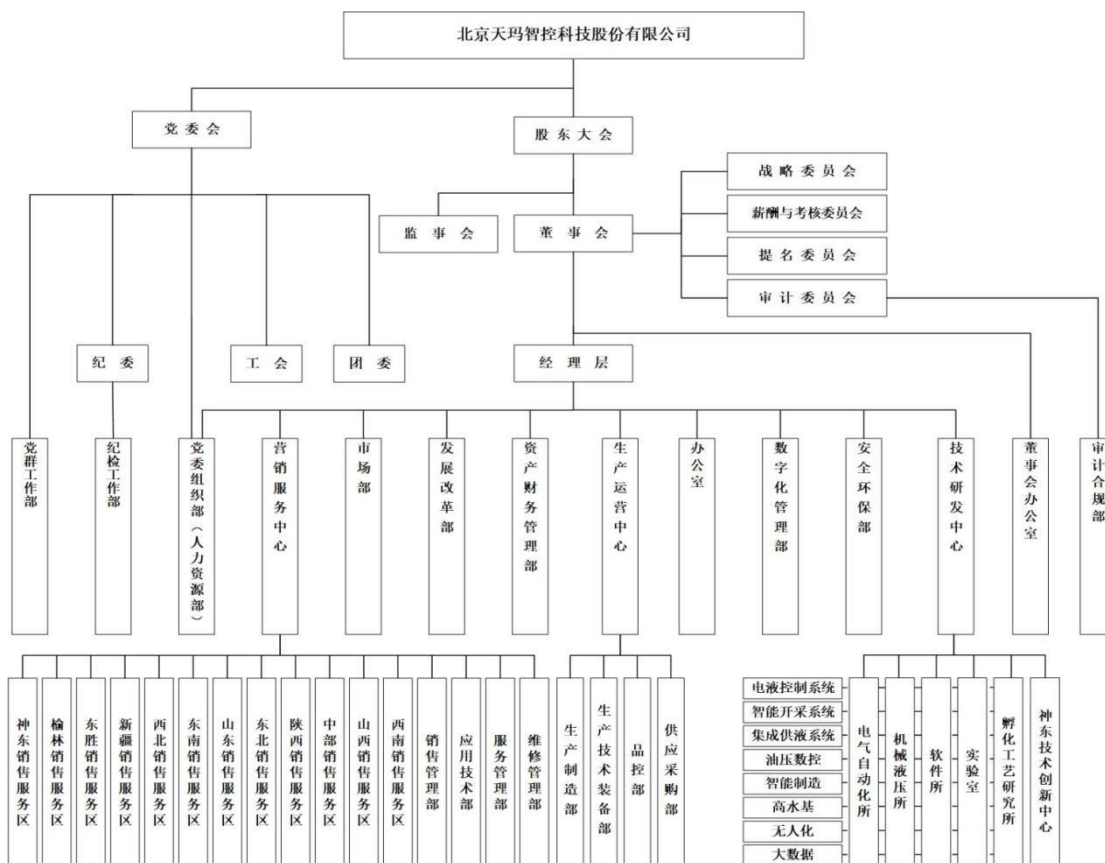 北京天玛智控科技股份有限公司
党委会
股东大会
战略委员会
薪酬与考核委员会
提名委员会
审计委员会
监事会
董事会
纪委
工会
团委
经理层
党群工作部
纪检工作部
党委组织部（人力资源部）
营销服务中心
市场部
发展改革部
资产财务管理部
生产运营中心
办公室
数字化管理部
安全环保部
技术研发中心
董事会办公室
审计合规部
神东销售服务区
榆林销售服务区
东胜销售服务区
新疆销售服务区
西北销售服务区
东南销售服务区
山东销售服务区
东北销售服务区
陕西销售服务区
中部销售服务区
山西销售服务区
西南销售服务区
销售管理部
应用技术部
服务管理部
维修管理部
生产制造部
生产技术装备部
品控部
供应采购部
电液控制系统
智能开采系统
集成供液系统
油压数控
智能制造
高水基
无人化
大数据
电气自动化所
机械液压所
软件所
实验室
孵化工艺研究所
神东技术创新中心